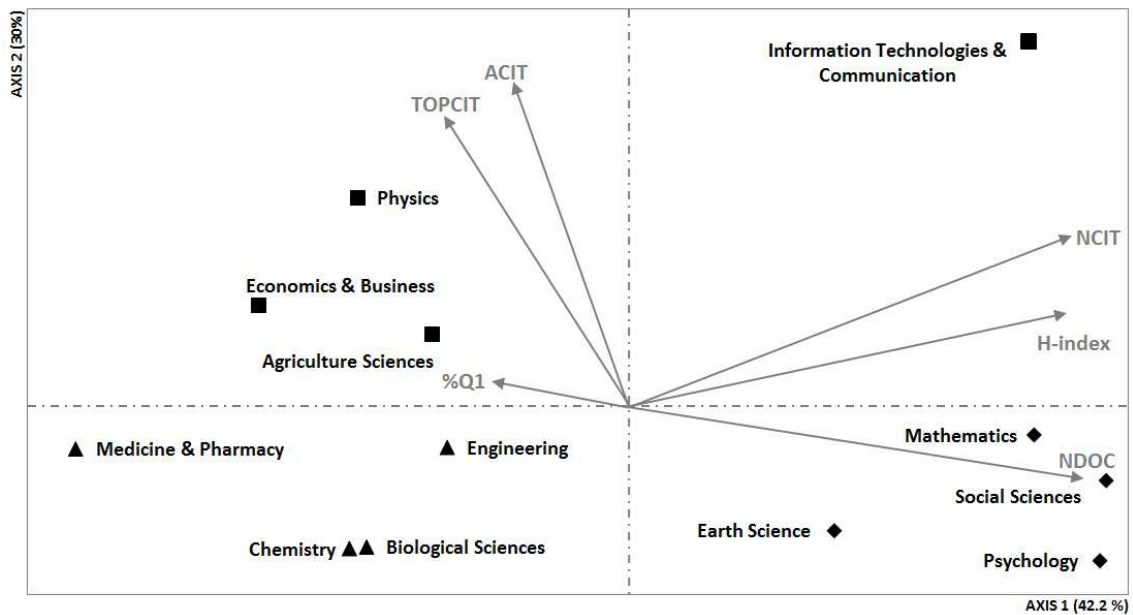 AXIS 2 (30%)
Information Technologies &
Communication
ACIT
TOPCIT
Physics
NCIT
Economics & Business
H-index
Agriculture Sciences
%Q1
Mathematics
Medicine & Pharmacy
Engineering
NDOC
Social Sciences
Earth Science
Chemistry
Biological Sciences
Psychology
AXIS 1 (42.2 %)